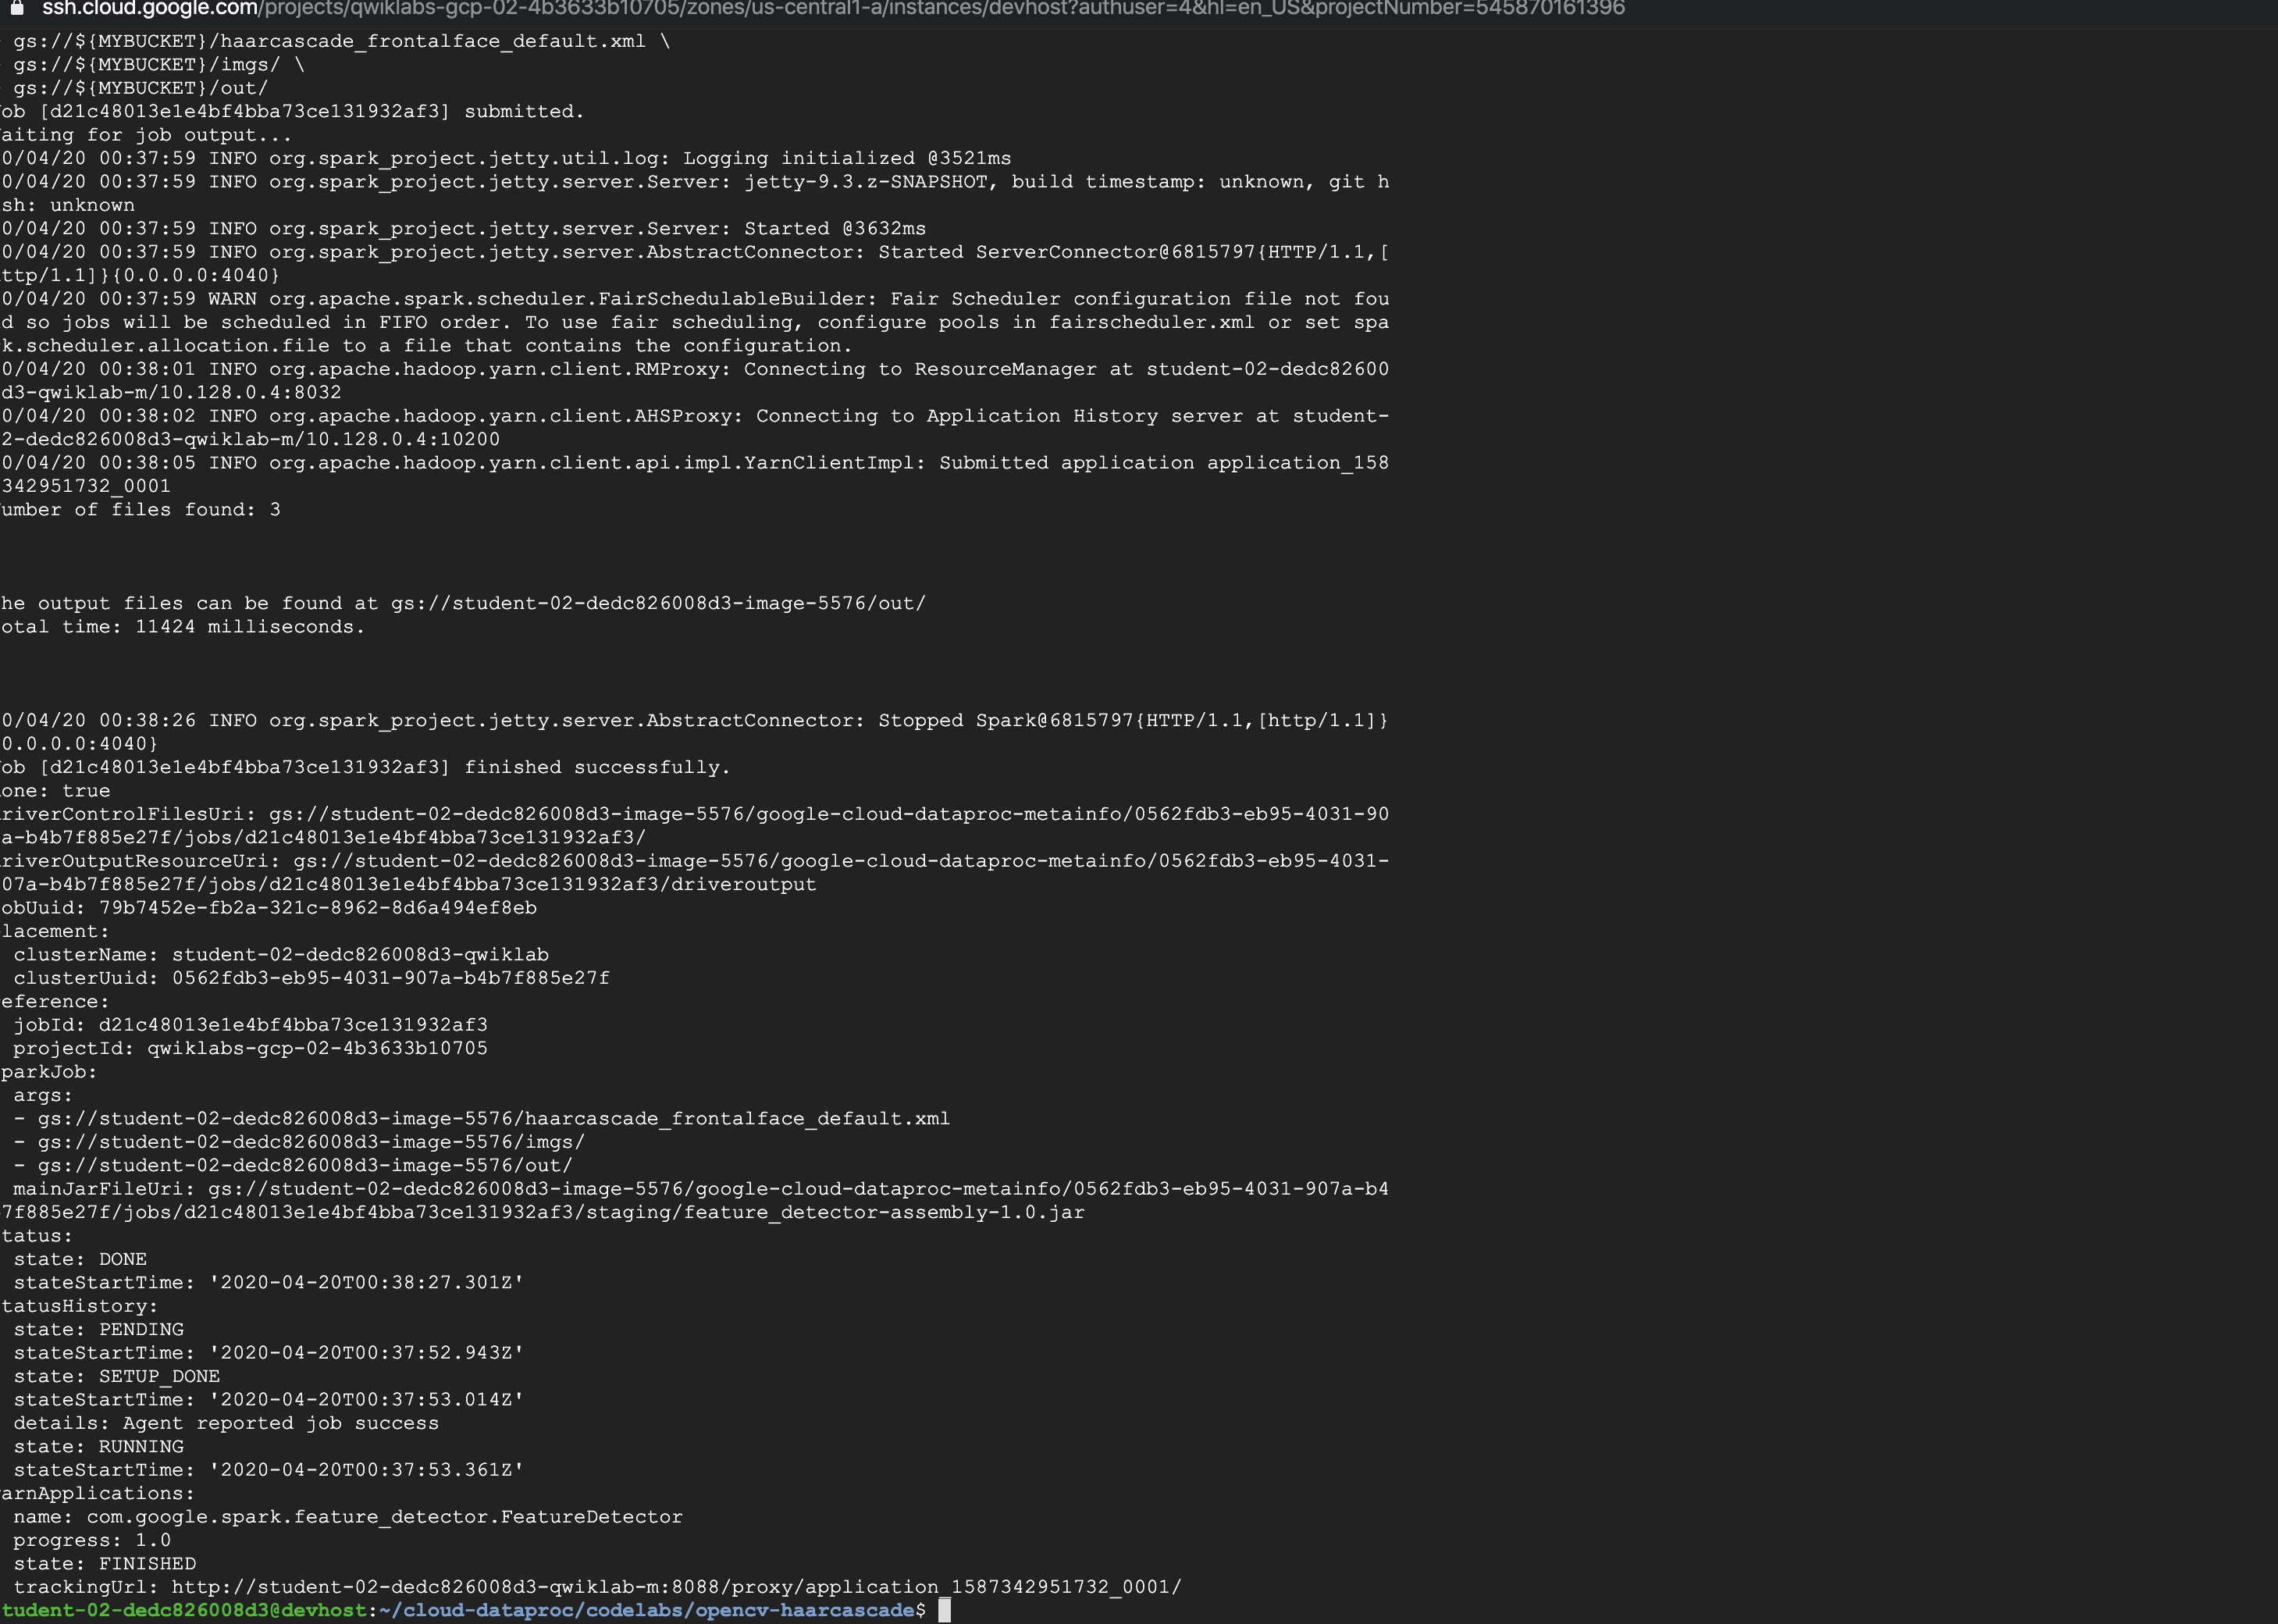 ssh.cloud.google.com/projects/qwiklabs-gcp-02-4b3633b10705/zones/us-central1-a/instances/devhost?authuser=4&hl=en_US&projectNumber=545870161396
gs://${MYBUCKET}/haarcascade_frontalface_default.xml \
gs://${MYBUCKET}/imgs/ \
gs://${MYBUCKET}/out/
ob [d21c48013e1e4bf4bba73ce131932af3] submitted.
aiting for job output...
0/04/20 00:37:59 INFO org.spark_project.jetty.util.log: Logging initialized @3521ms
0/04/20 00:37:59 INFO org.spark_project.jetty.server.Server: jetty-9.3.z-SNAPSHOT, build timestamp: unknown, git h
sh: unknown
0/04/20 00:37:59 INFO org.spark_project.jetty.server.Server: Started @3632ms
0/04/20 00:37:59 INFO org.spark_project.jetty.server.AbstractConnector: Started ServerConnector@6815797{HTTP/1.1,[
ttp/1.1]}{0.0.0.0:4040}
0/04/20 00:37:59 WARN org.apache.spark.scheduler.FairSchedulableBuilder: Fair Scheduler configuration file not fou
d so jobs will be scheduled in FIFO order. To use fair scheduling, configure pools in fairscheduler.xml or set spa
k.scheduler.allocation.file to a file that contains the configuration.
0/04/20 00:38:01 INFO org.apache.hadoop.yarn.client.RMProxy: Connecting to ResourceManager at student-02-dedc82600
d3-qwiklab-m/10.128.0.4:8032
0/04/20 00:38:02 INFO org.apache.hadoop.yarn.client.AHSProxy: Connecting to Application History server at student-
2-dedc826008d3-qwiklab-m/10.128.0.4:10200
0/04/20 00:38:05 INFO org.apache.hadoop.yarn.client.api.impl.YarnClientImpl: Submitted application application_158
342951732_0001
umber of files found: 3
he output files can be found at gs://student-02-dedc826008d3-image-5576/out/
otal time: 11424 milliseconds.
0/04/20 00:38:26 INFO org.spark_project.jetty.server.AbstractConnector: Stopped Spark@6815797{HTTP/1.1,[http/1.1]}
0.0.0.0:4040}
ob [d21c48013e1e4bf4bba73ce131932af3] finished successfully.
one: true
riverControlFilesUri: gs://student-02-dedc826008d3-image-5576/google-cloud-dataproc-metainfo/0562fdb3-eb95-4031-90
a-b4b7f885e27f/jobs/d21c48013e1e4bf4bba73ce131932af3/
riverOutputResourceUri: gs://student-02-dedc826008d3-image-5576/google-cloud-dataproc-metainfo/0562fdb3-eb95-4031-
07a-b4b7f885e27f/jobs/d21c48013e1e4bf4bba73ce131932af3/driveroutput
obUuid: 79b7452e-fb2a-321c-8962-8d6a494ef8eb
lacement:
clusterName: student-02-dedc826008d3-qwiklab
clusterUuid: 0562fdb3-eb95-4031-907a-b4b7f885e27f
eference:
jobId: d21c48013e1e4bf4bba73ce131932af3
projectId: qwiklabs-gcp-02-4b3633b10705
parkJob:
args:
- gs://student-02-dedc826008d3-image-5576/haarcascade_frontalface_default.xml
- gs://student-02-dedc826008d3-image-5576/imgs/
- gs://student-02-dedc826008d3-image-5576/out/
mainJarFileUri: gs://student-02-dedc826008d3-image-5576/google-cloud-dataproc-metainfo/0562fdb3-eb95-4031-907a-b4
7f885e27f/jobs/d21c48013e1e4bf4bba73ce131932af3/staging/feature_detector-assembly-1.0.jar
tatus:
state: DONE
stateStartTime: '2020-04-20T00:38:27.301Z'
tatusHistory:
state: PENDING
stateStartTime: '2020-04-20T00:37:52.943Z'
state: SETUP_DONE
stateStartTime: '2020-04-20T00:37:53.014Z'
details: Agent reported job success
state: RUNNING
stateStartTime: '2020-04-20T00:37:53.361Z'
arnApplications:
name: com.google.spark.feature_detector.FeatureDetector
progress: 1.0
state: FINISHED
trackingUrl: http://student-02-dedc826008d3-qwiklab-m:8088/proxy/application_1587342951732_0001/
tudent-02-dedc826008d3@devhost:~/cloud-dataproc/codelabs/opencv-haarcascade$